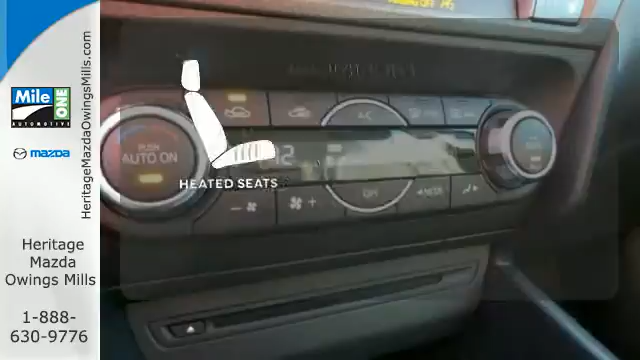 Mile
ONE
AUTOMOTIVE
mazda
HeritageMazdaOwingsMills.com
Heritage
Mazda
Owings Mills
1-888-
630-9776
HEATED SEATS
PUSH
AUTO ON
A/C
OFF